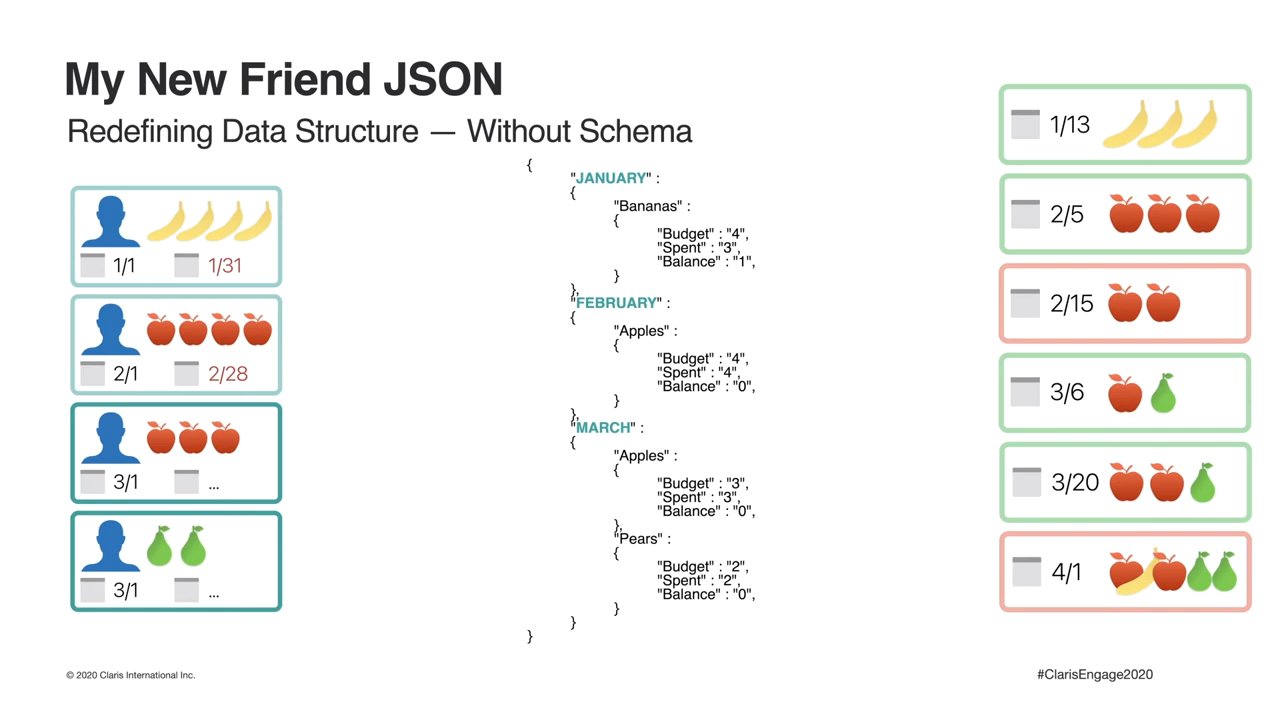 My New Friend JSON
Redefining Data Structure — Without Schema
1/1 1/31
2/1 2/28
3/1 ...
3/1 ...
{
"JANUARY" :
{
"Bananas" :
{
"Budget" : "4",
"Spent" : "3",
"Balance" : "1",
}
},
"FEBRUARY" :
{
"Apples" :
{
"Budget" : "4",
"Spent" : "4",
"Balance" : "0",
}
},
"MARCH" :
{
"Apples" :
{
"Budget" : "3",
"Spent" : "3",
"Balance" : "0",
},
"Pears" :
{
"Budget" : "2",
"Spent" : "2",
"Balance" : "0",
}
}
}
1/13
2/5
2/15
3/6
3/20
4/1
© 2020 Claris International Inc.
#ClarisEngage2020